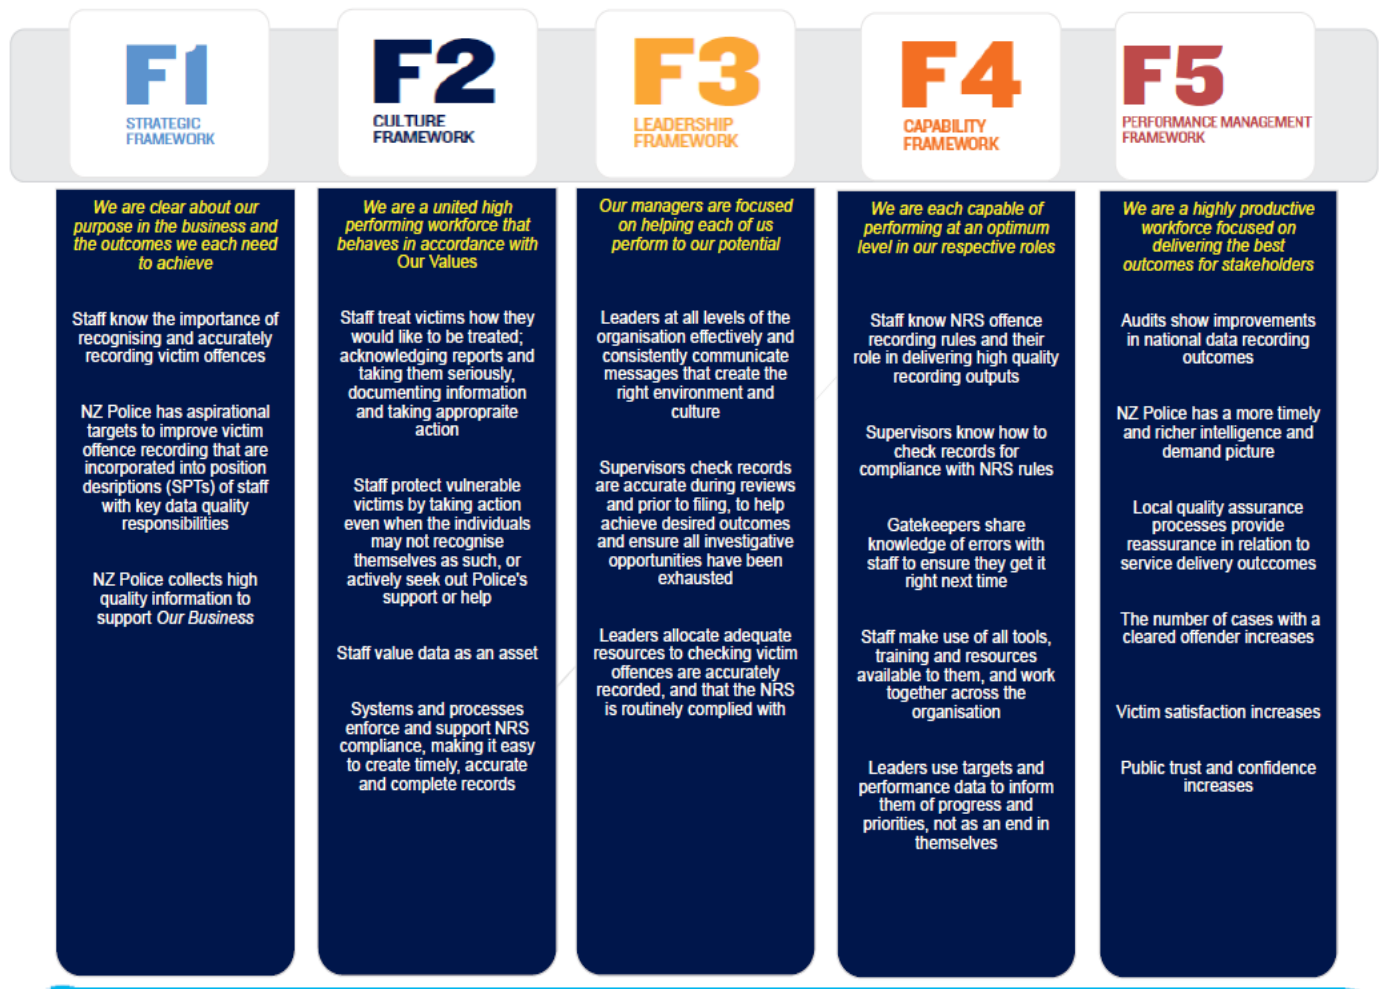 F1
STRATEGIC
FRAMEWORK
We are clear about our
purpose in the business and
the outcomes we each need
to achieve
Staff know the importance of
recognising and accurately
recording victim offences
NZ Police has aspirational
targets to improve victim
offence recording that are
incorporated into position
desriptions (SPTs) of staff
with key data quality
responsibilities
NZ Police collects high
quality information to
support Our Business
F2
CULTURE
FRAMEWORK
We are a united high
performing workforce that
behaves in accordance with
Our Values
Staff treat victims how they
would like to be treated;
acknowledging reports and
taking them seriously,
documenting information
and taking appropraite
action
Staff protect vulnerable
victims by taking action
even when the individuals
may not recognise
themselves as such, or
actively seek out Police's
support or help
Staff value data as an asset
Systems and processes
enforce and support NRS
compliance, making it easy
to create timely, accurate
and complete records
F3
LEADERSHIP
FRAMEWORK
Our managers are focused
on helping each of us
perform to our potential
Leaders at all levels of the
organisation effectively and
consistently communicate
messages that create the
right environment and
culture
Supervisors check records
are accurate during reviews
and prior to filing, to help
achieve desired outcomes
and ensure all investigative
opportunities have been
exhausted
Leaders allocate adequate
resources to checking victim
offences are accurately
recorded, and that the NRS
is routinely complied with
F4
CAPABILITY
FRAMEWORK
We are each capable of
performing at an optimum
level in our respective roles
Staff know NRS offence
recording rules and their
role in delivering high quality
recording outputs
Supervisors know how to
check records for
compliance with NRS rules
Gatekeepers share
knowledge of errors with
staff to ensure they get it
right next time
Staff make use of all tools,
training and resources
available to them, and work
together across the
organisation
Leaders use targets and
performance data to inform
them of progress and
priorities, not as an end in
themselves
F5
PERFORMANCE MANAGEMENT
FRAMEWORK
We are a highly productive
workforce focused on
delivering the best
outcomes for stakeholders
Audits show improvements
in national data recording
outcomes
NZ Police has a more timely
and richer intelligence and
demand picture
Local quality assurance
processes provide
reassurance in relation to
service delivery outccomes
The number of cases with a
cleared offender increases
Victim satisfaction increases
Public trust and confidence
increases